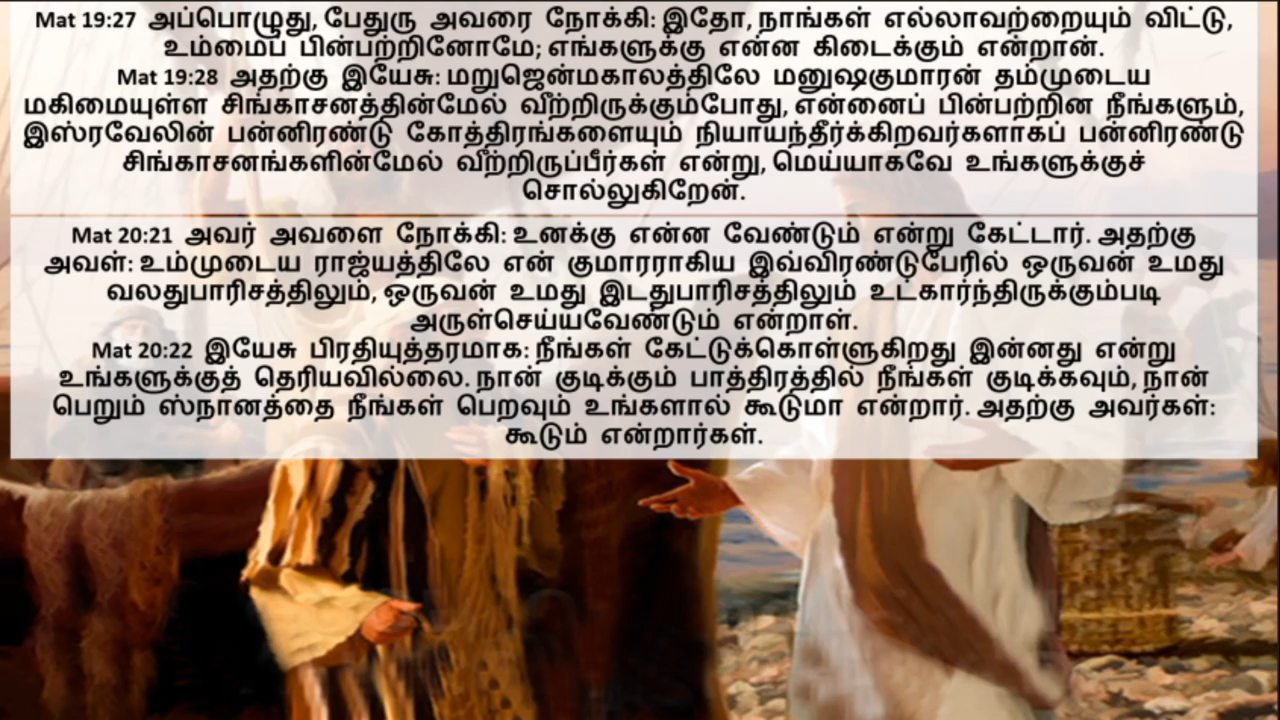 Mat 19:27 அப்பொழுது, பேதுரு அவரை நோக்கி: இதோ, நாங்கள் எல்லாவற்றையும் விட்டு,
உம்மைப் பின்பற்றினோமே; எங்களுக்கு என்ன கிடைக்கும் என்றான்.
Mat 19:28 அதற்கு இயேசு: மறுஜென்மகாலத்திலே மனுஷகுமாரன் தம்முடைய
மகிமையுள்ள சிங்காசனத்தின்மேல் வீற்றிருக்கும்போது, என்னைப் பின்பற்றின நீங்களும்,
இஸ்ரவேலின் பன்னிரண்டு கோத்திரங்களையும் நியாயந்தீர்க்கிறவர்களாகப் பன்னிரண்டு
சிங்காசனங்களின்மேல் வீற்றிருப்பீர்கள் என்று, மெய்யாகவே உங்களுக்குச்
சொல்லுகிறேன்.
Mat 20:21 அவர் அவளை நோக்கி: உனக்கு என்ன வேண்டும் என்று கேட்டார். அதற்கு
அவள்: உம்முடைய ராஜ்யத்திலே என் குமாரராகிய இவ்விரண்டுபேரில் ஒருவன் உமது
வலதுபாரிசத்திலும், ஒருவன் உமது இடதுபாரிசத்திலும் உட்கார்ந்திருக்கும்படி
அருள்செய்யவேண்டும் என்றாள்.
Mat 20:22 இயேசு பிரதியுத்தரமாக: நீங்கள் கேட்டுக்கொள்ளுகிறது இன்னது என்று
உங்களுக்குத் தெரியவில்லை. நான் குடிக்கும் பாத்திரத்தில் நீங்கள் குடிக்கவும், நான்
பெறும் ஸ்நானத்தை நீங்கள் பெறவும் உங்களால் கூடுமா என்றார். அதற்கு அவர்கள்:
கூடும் என்றார்கள்.